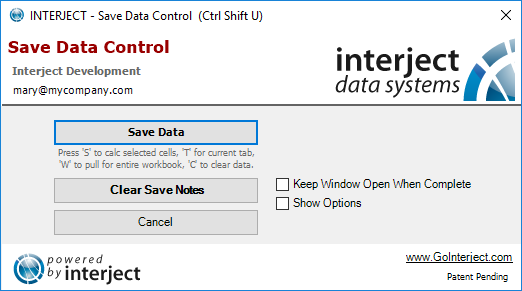 INTERJECT - Save Data Control (Ctrl Shift U)
Save Data Control
Interject Development
mary@mycompany.com
interject
data systems
Save Data
Press 'S' to calc selected cells, 'T' for current tab,
'W' to pull for entire workbook, 'C' to clear data.
Clear Save Notes
Cancel
Keep Window Open When Complete
Show Options
powered
by interject
www.GoInterject.com
Patent Pending